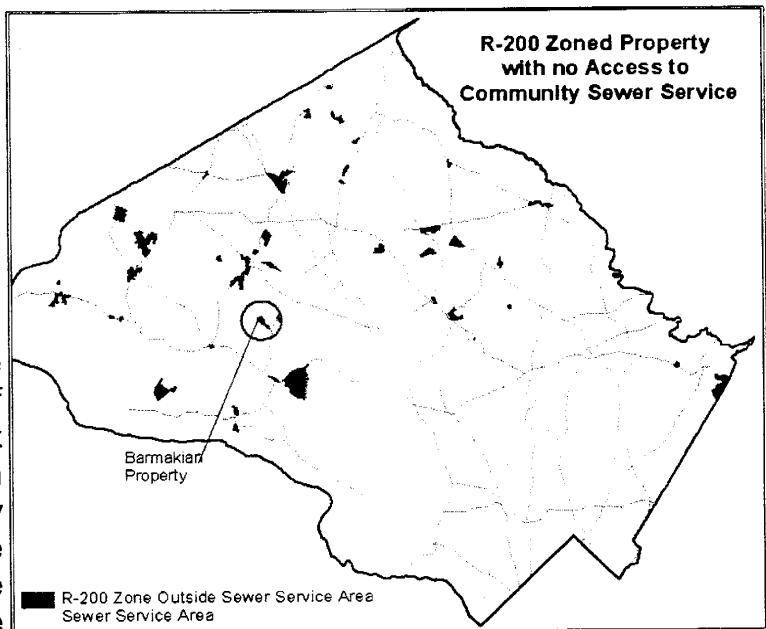 R-200 Zoned Property
with no Access to
Community Sewer Service
Barmakian
Property
R-200 Zone Outside Sewer Service Area
Sewer Service Area